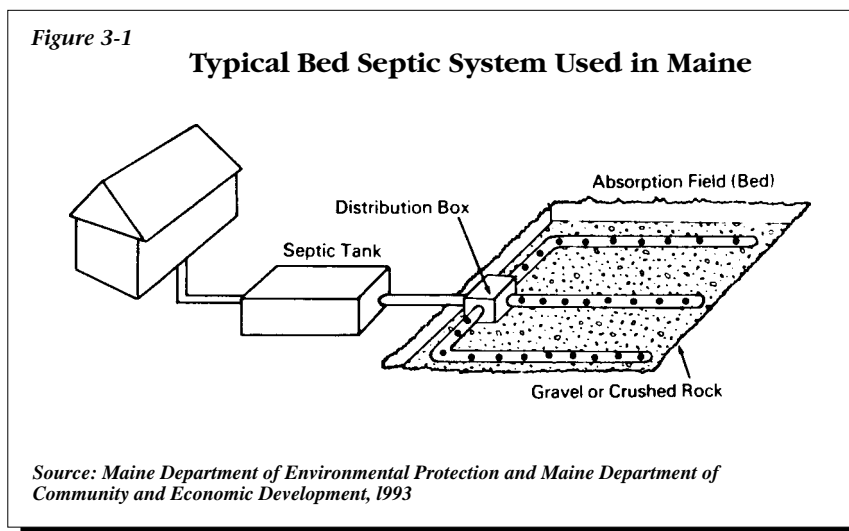 Figure 3-1
Typical Bed Septic System Used in Maine
Absorption Field (Bed)
Distribution Box
Septic Tank
Gravel or Crushed Rock
Source: Maine Department of Environmental Protection and Maine Department of
Community and Economic Development, l993